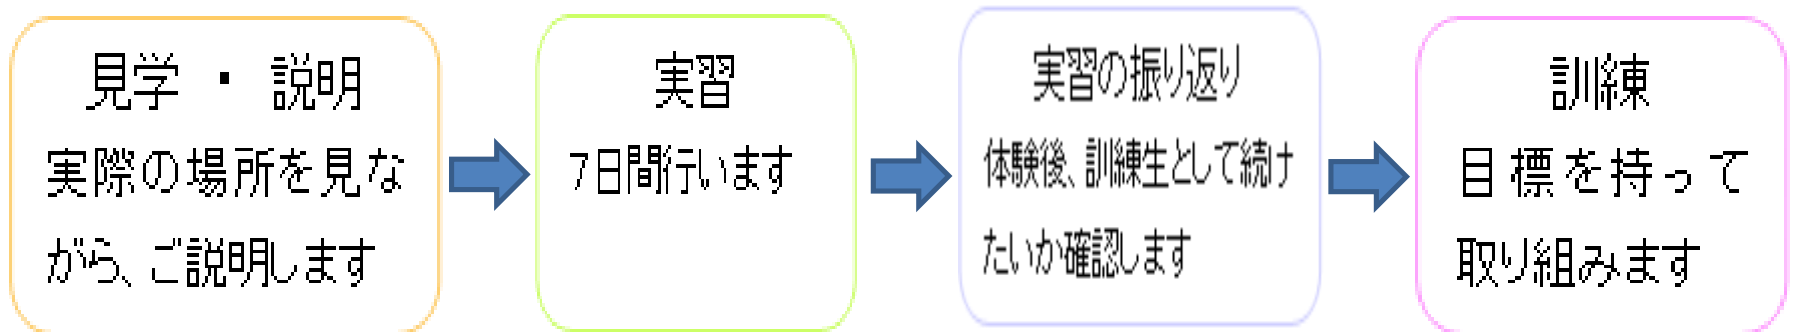 見学 ・ 説明
実際の場所を見な
がら、ご説明します
実習
7日間行います
実習の振り返り
体験後、訓練生として続け
たいか確認します
訓練
目標を持って
取り組みます